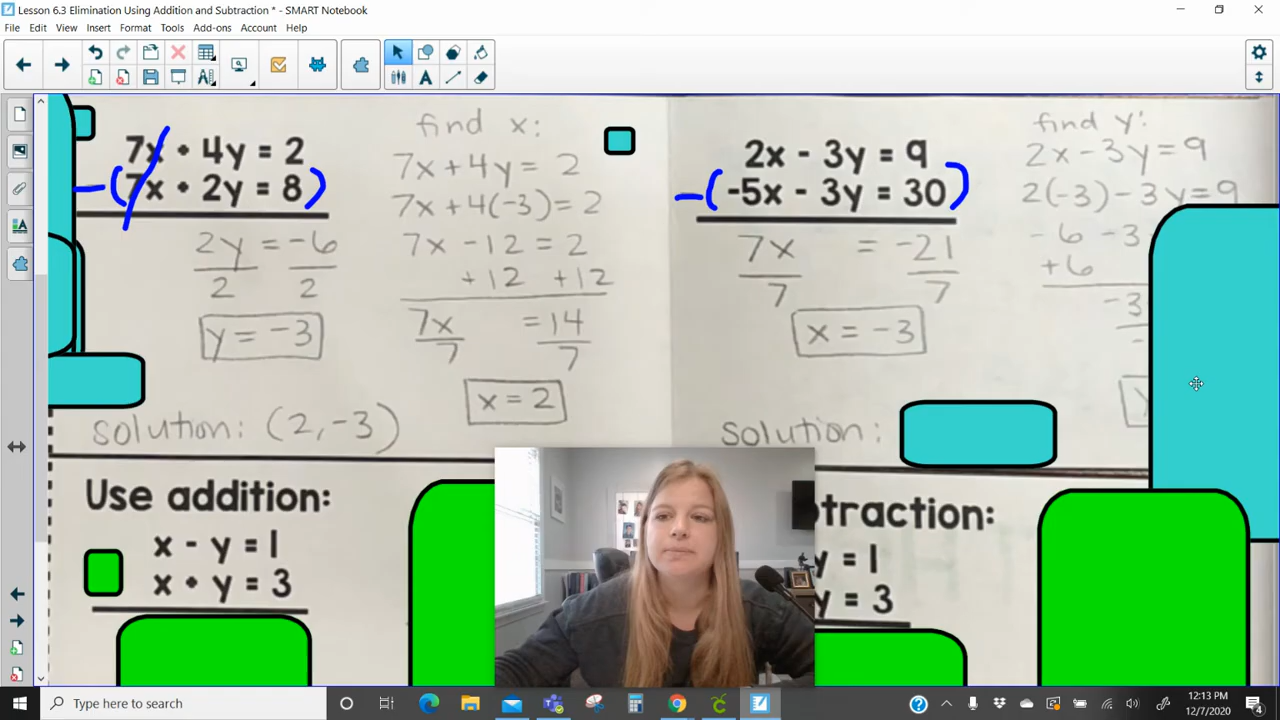 Lesson 6.3 Elimination Using Addition and Subtraction * - SMART Notebook
File Edit View Insert Format Tools Add-ons Account Help
7x + 4y = 2
-(7x + 2y = 8)
2y = -6
2 2
y = -3
find x:
7x + 4y = 2
7x + 4(-3) = 2
7x - 12 = 2
+12 +12
7x = 14
7 7
x = 2
solution: (2, -3)
2x - 3y = 9
-(-5x - 3y = 30)
7x = -21
7 7
x = -3
find y:
2x - 3y = 9
2(-3) - 3y = 9
-6 -3
+6
-3
solution:
Use addition:
x - y = 1
x + y = 3
traction:
y = 1
y = 3
Type here to search
12:13 PM
12/7/2020
4